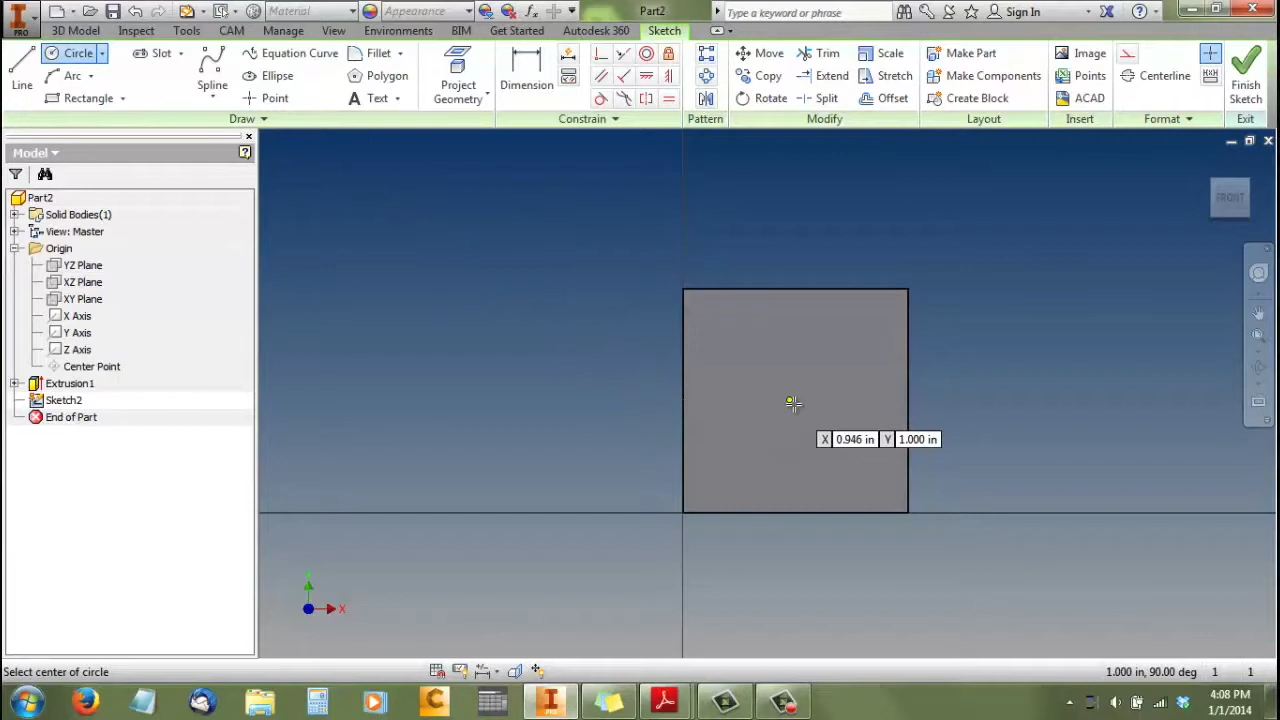 Material
Appearance
Part2
Type a keyword or phrase
Sign In
PRO
3D Model Inspect Tools CAM Manage View Environments BIM Get Started Autodesk 360 Sketch
Line
Circle
Arc
Rectangle
Slot
Spline
Equation Curve
Ellipse
Point
Fillet
Polygon
Text
Project
Geometry
Dimension
Move
Copy
Rotate
Trim
Extend
Split
Scale
Stretch
Offset
Make Part
Make Components
Create Block
Image
Points
ACAD
Centerline
Finish
Sketch
Draw Constrain Pattern Modify Layout Insert Format Exit
Model
Part2
Solid Bodies(1)
View: Master
Origin
YZ Plane
XZ Plane
XY Plane
X Axis
Y Axis
Z Axis
Center Point
Extrusion1
Sketch2
End of Part
FRONT
X 0.946 in Y 1.000 in
X
Select center of circle
1.000 in, 90.00 deg 1 1
PRO
4:08 PM
1/1/2014